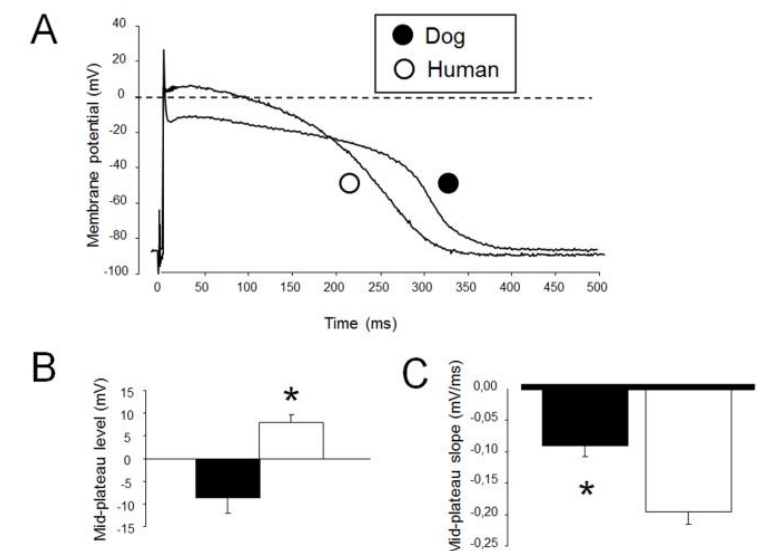 A
Membrane potential (mV)
40
20
0
-20
-40
-60
-80
-100
Dog
Human
0 50 100 150 200 250 300 350 400 450 500
Time (ms)
B
Mid-plateau level (mV)
15
10
5
0
-5
-10
-15
*
C
Mid-plateau slope (mV/ms)
0,00
-0,05
-0,10
-0,15
-0,20
-0,25
*